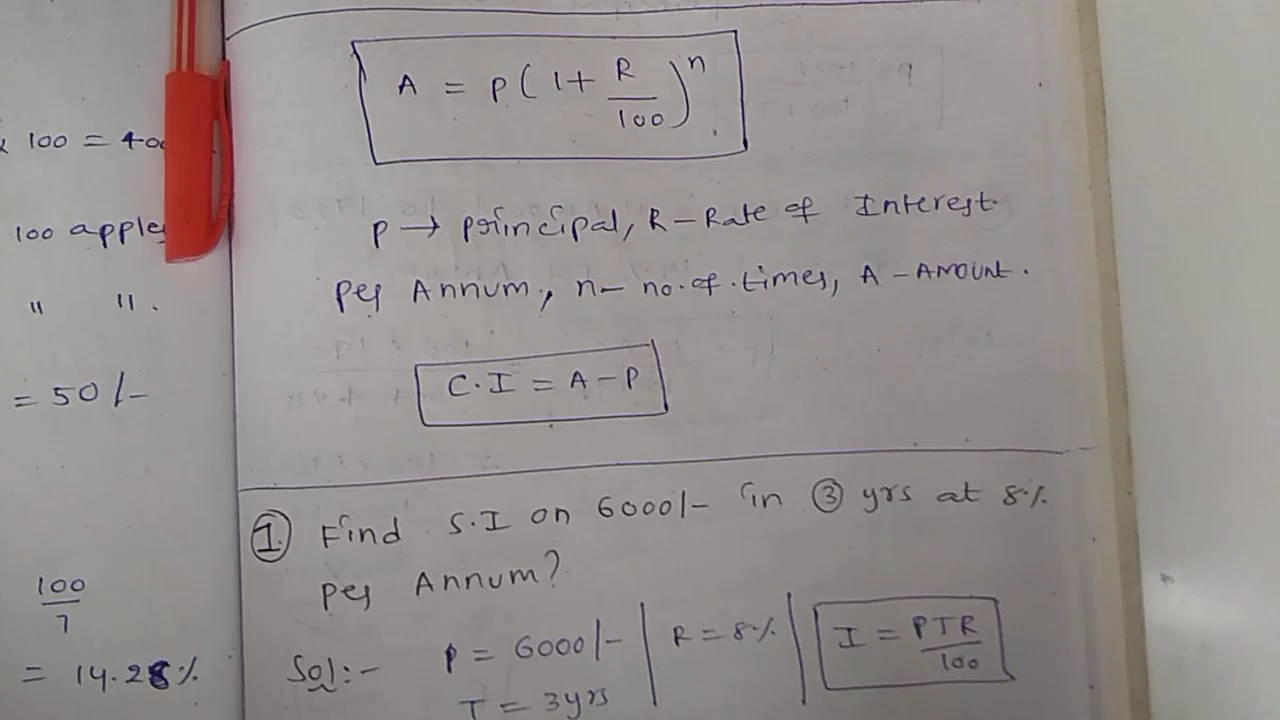 100 = 400
100 apples
" " .
= 50/-
100
7
= 14.28%
A = P(1+ R/100)^n
P → principal, R - Rate of Interest
Per Annum, n - no. of. times, A - Amount.
C.I = A - P
① Find S.I on 6000/- in ③ yrs at 8%
per Annum?
Sol:- P = 6000/- | R = 8% | I = PTR/100
T = 3yrs